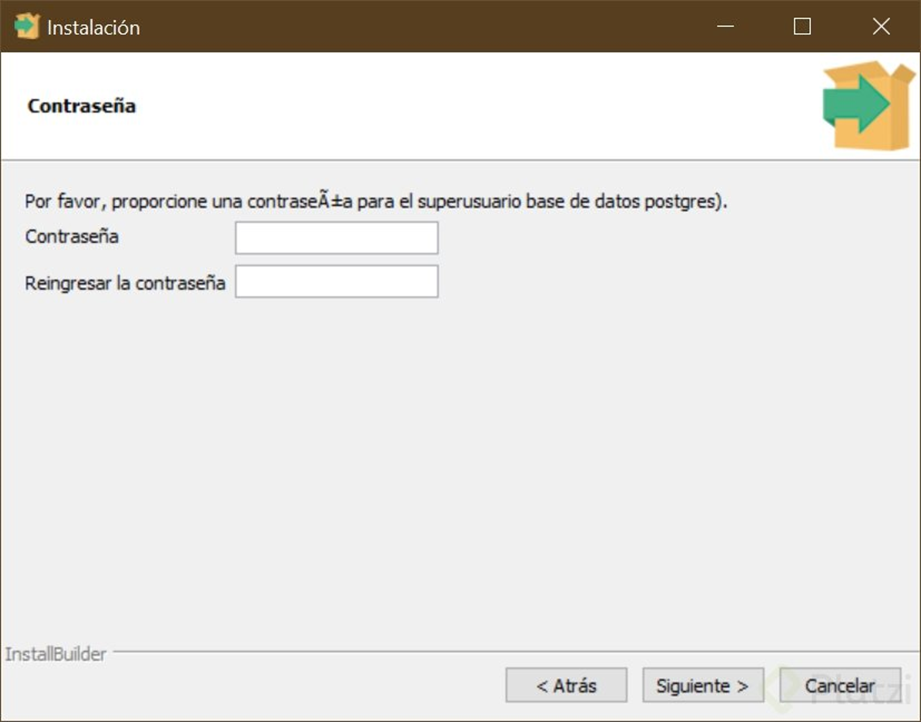 Instalación
Contraseña
Por favor, proporcione una contraseÃ±a para el superusuario base de datos postgres).
Contraseña
Reingresar la contraseña
InstallBuilder
< Atrás
Siguiente >
Cancelar
Platzi